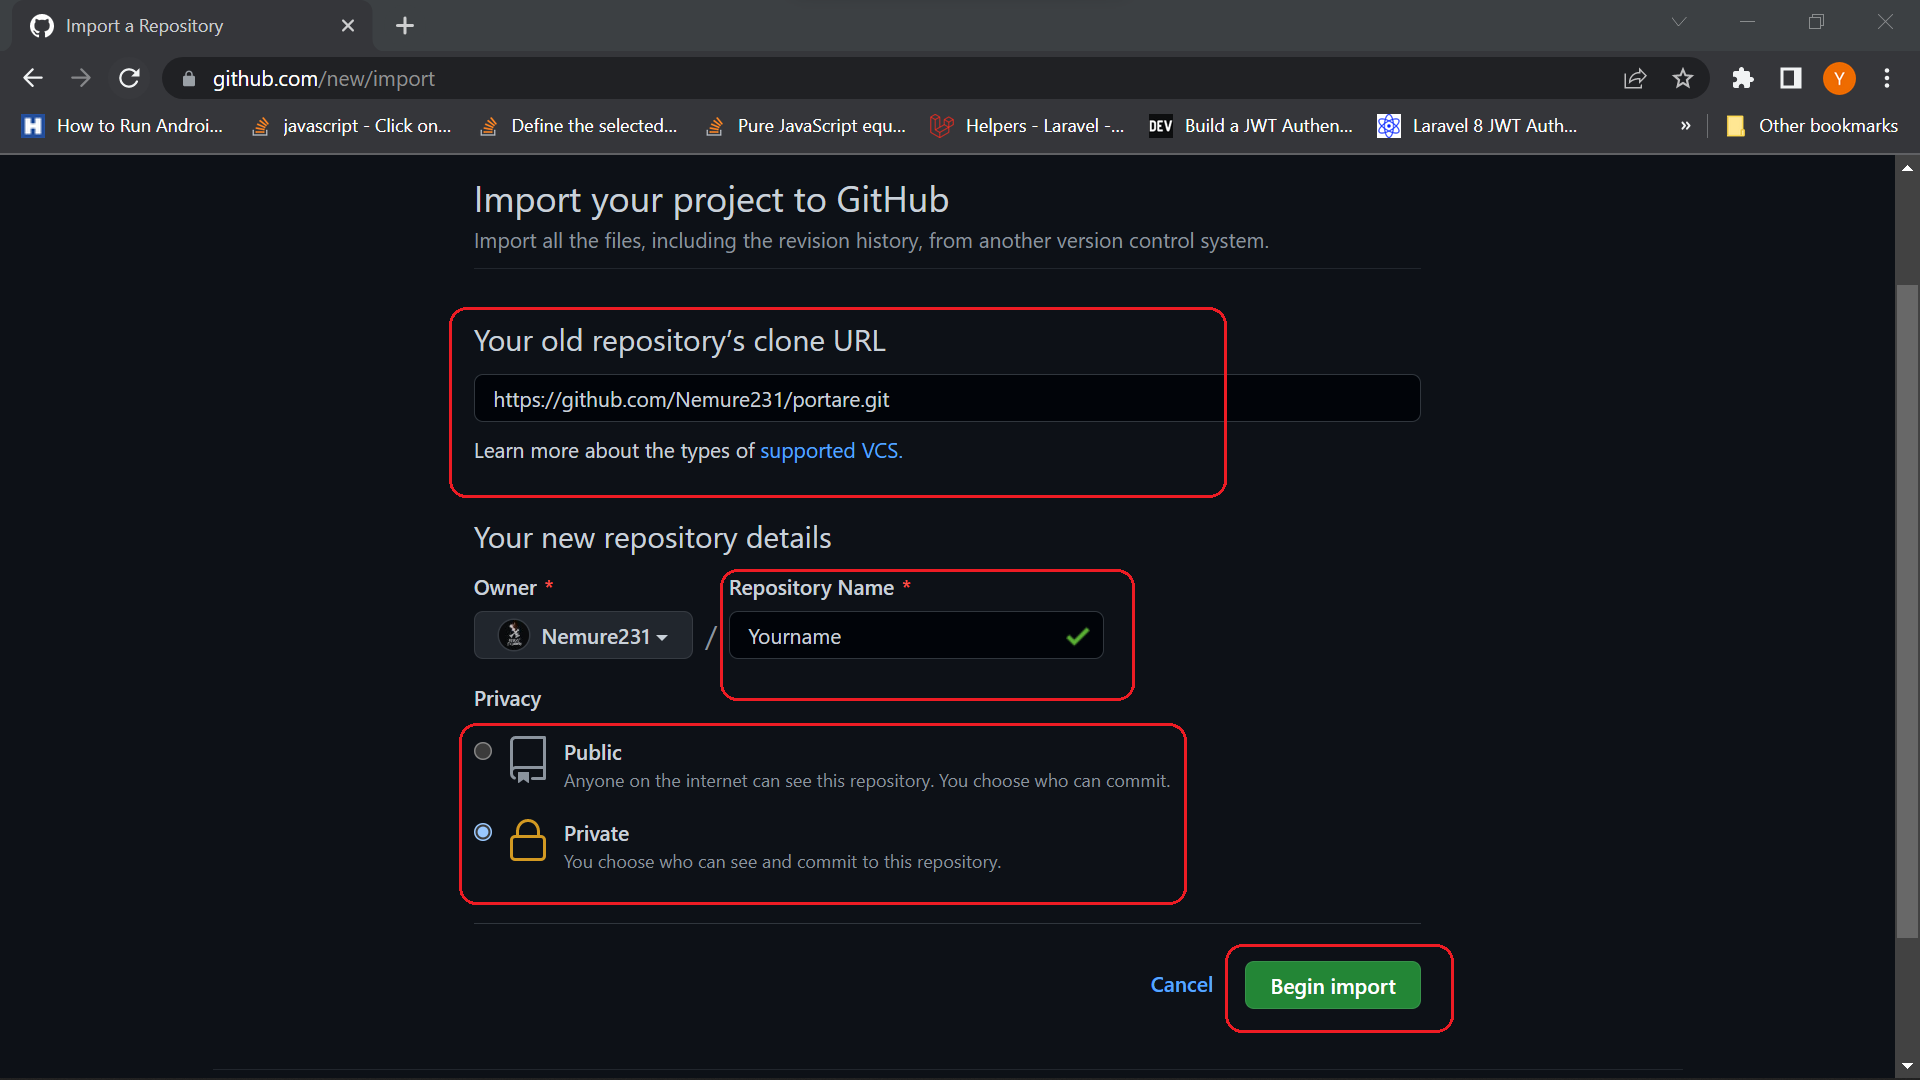 Import a Repository
github.com/new/import
Y
How to Run Androi...
javascript - Click on...
Define the selected...
Pure JavaScript equ...
Helpers - Laravel -...
DEV
Build a JWT Authen...
Laravel 8 JWT Auth...
»
Other bookmarks
Import your project to GitHub
Import all the files, including the revision history, from another version control system.
Your old repository’s clone URL
https://github.com/Nemure231/portare.git
Learn more about the types of supported VCS.
Your new repository details
Owner *
Repository Name *
Nemure231
/
Yourname
Privacy
Public
Anyone on the internet can see this repository. You choose who can commit.
Private
You choose who can see and commit to this repository.
Cancel
Begin import